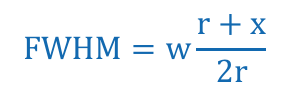 FWHM = w (r + x) / 2r